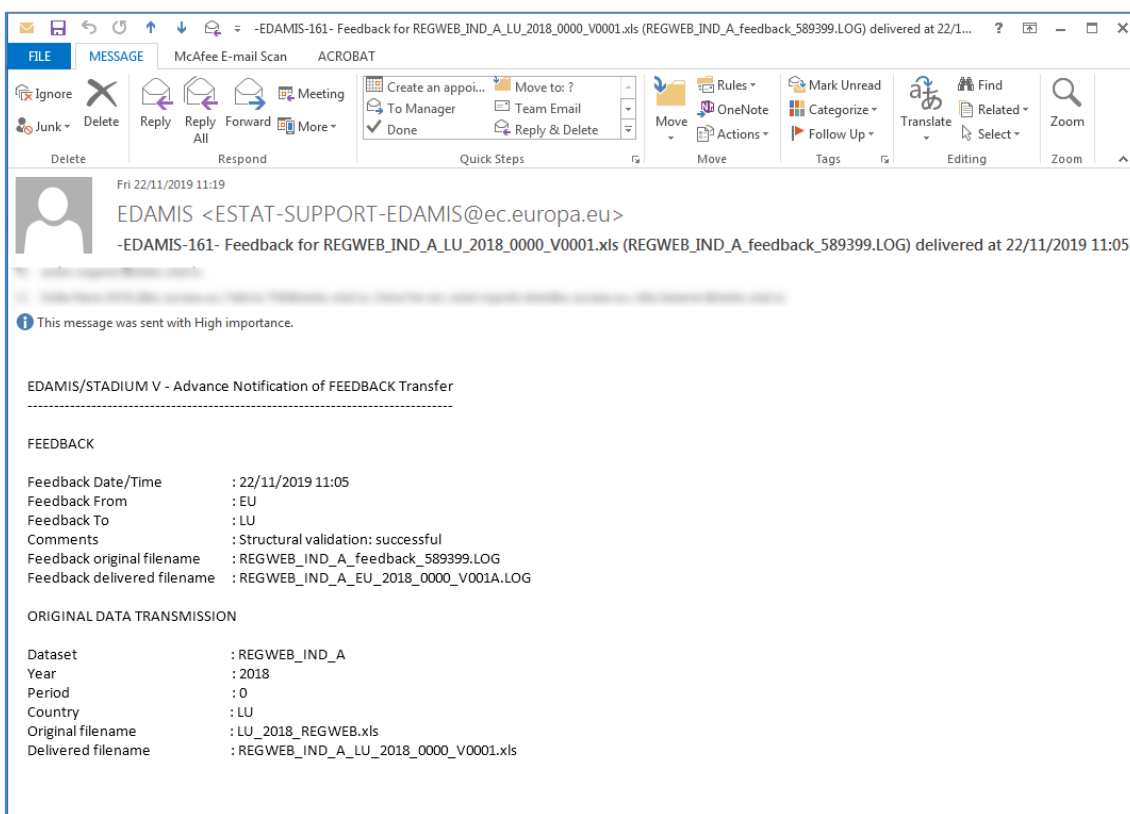 -EDAMIS-161- Feedback for REGWEB_IND_A_LU_2018_0000_V0001.xls (REGWEB_IND_A_feedback_589399.LOG) delivered at 22/1... ?
FILE MESSAGE McAfee E-mail Scan ACROBAT
Ignore
Junk
Delete
Reply
Reply All
Forward
Meeting
More
Create an appoi...
To Manager
Done
Move to: ?
Team Email
Reply & Delete
Move
Rules
OneNote
Actions
Mark Unread
Categorize
Follow Up
Translate
Find
Related
Select
Zoom
Delete Respond Quick Steps Move Tags Editing Zoom
Fri 22/11/2019 11:19
EDAMIS <ESTAT-SUPPORT-EDAMIS@ec.europa.eu>
-EDAMIS-161- Feedback for REGWEB_IND_A_LU_2018_0000_V0001.xls (REGWEB_IND_A_feedback_589399.LOG) delivered at 22/11/2019 11:05
This message was sent with High importance.
EDAMIS/STADIUM V - Advance Notification of FEEDBACK Transfer
--------------------------------------------------------------------------------
FEEDBACK
Feedback Date/Time : 22/11/2019 11:05
Feedback From : EU
Feedback To : LU
Comments : Structural validation: successful
Feedback original filename : REGWEB_IND_A_feedback_589399.LOG
Feedback delivered filename : REGWEB_IND_A_EU_2018_0000_V001A.LOG
ORIGINAL DATA TRANSMISSION
Dataset : REGWEB_IND_A
Year : 2018
Period : 0
Country : LU
Original filename : LU_2018_REGWEB.xls
Delivered filename : REGWEB_IND_A_LU_2018_0000_V0001.xls